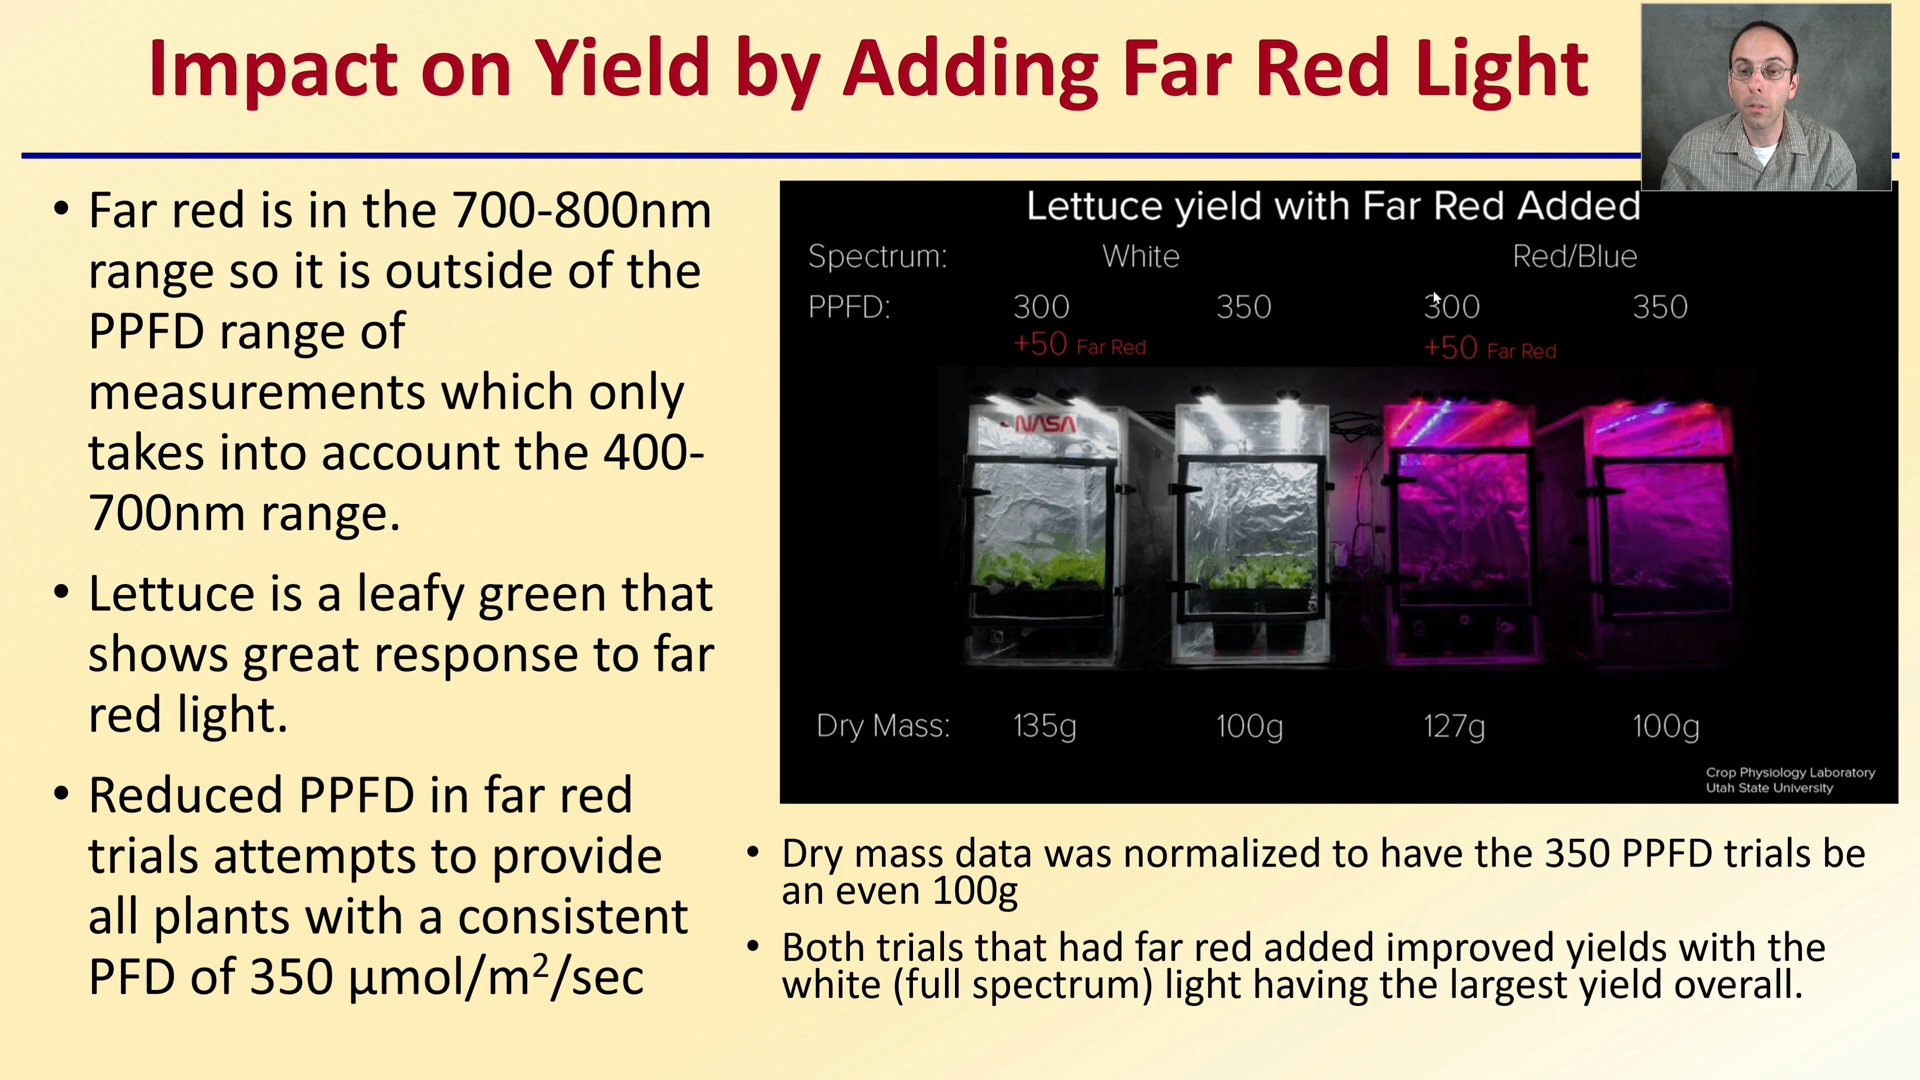 Impact on Yield by Adding Far Red Light
• Far red is in the 700-800nm
range so it is outside of the
PPFD range of
measurements which only
takes into account the 400-
700nm range.
• Lettuce is a leafy green that
shows great response to far
red light.
• Reduced PPFD in far red
trials attempts to provide
all plants with a consistent
PFD of 350 µmol/m²/sec
Lettuce yield with Far Red Added
Spectrum: White Red/Blue
PPFD: 300 350 300 350
+50 Far Red +50 Far Red
NASA
Dry Mass: 135g 100g 127g 100g
Crop Physiology Laboratory
Utah State University
• Dry mass data was normalized to have the 350 PPFD trials be
an even 100g
• Both trials that had far red added improved yields with the
white (full spectrum) light having the largest yield overall.